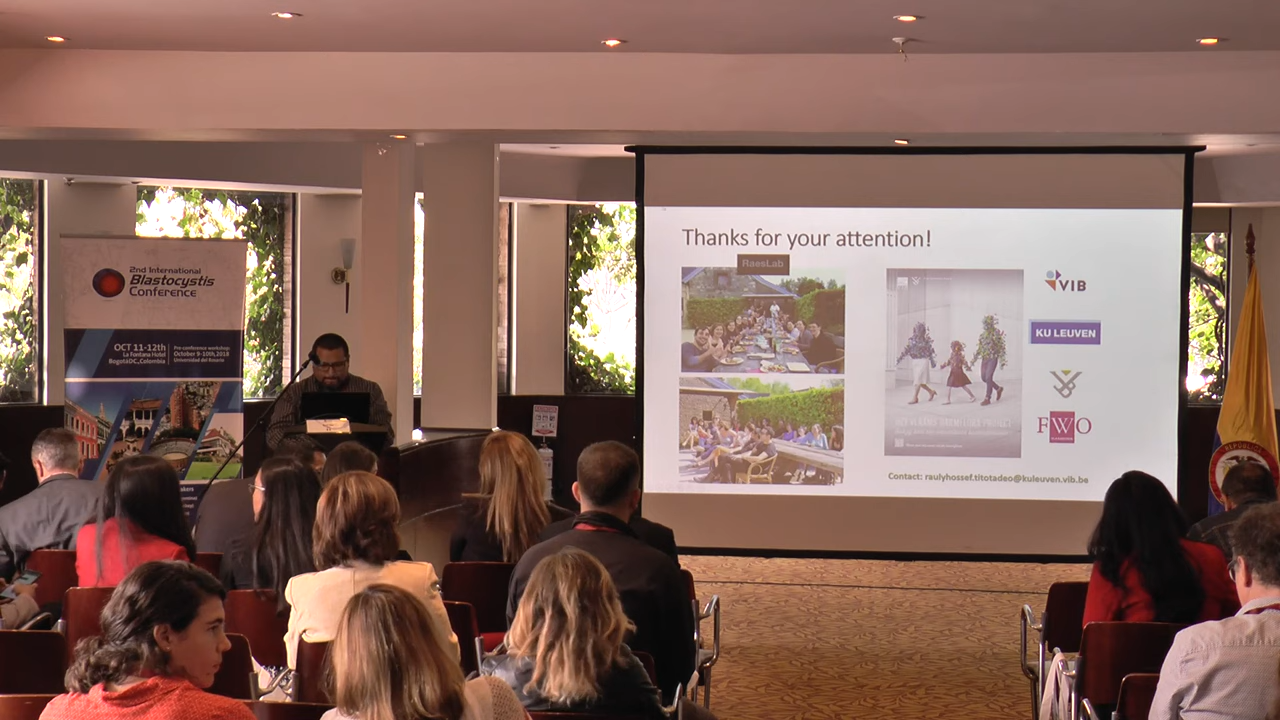 2nd International
Blastocystis
Conference
OCT 11-12th
La Fontana Hotel
Bogotá DC, Colombia
Pre-conference workshop:
October 9-10th, 2018
Universidad del Rosario
Thanks for your attention!
RaesLab
VIB
KU LEUVEN
FWO
Contact: raulyhossef.titotadeo@kuleuven.vib.be